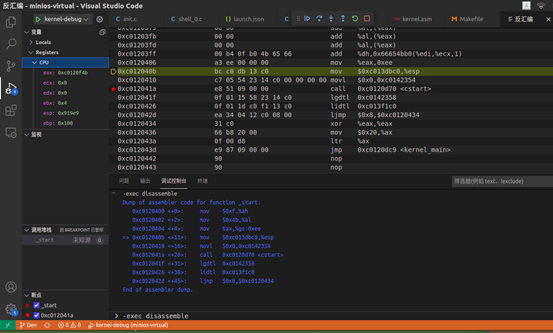 反汇编 - Visual Studio Code
kernel-debug
init.c
shell_0.c
launch.json
kernel.asm
MakeFile
反汇编
变量
Locals
Registers
CPU
eax: 0xc0120f4b
ecx: 0x0
edx: 0x0
ebx: 0x4
esp: 0x919e9
ebp: 0x100
监视
调用堆栈
_start
断点
_start
0xc012041a
0xc01203fb 00 00 add %al,(%eax)
0xc01203fd 00 00 add %al,(%eax)
0xc01203ff 00 b4 0f b0 4b 65 66 add %dh,0x66654bb0(%edi,%ecx,1)
0xc0120406 a3 ee 00 00 00 mov %eax,0xee
0xc012040b bc c0 db 13 c0 mov $0xc013dbc0,%esp
0xc0120410 c7 05 54 23 14 c0 00 00 00 00 movl $0x0,0xc0142354
0xc012041a e8 51 09 00 00 call 0xc0120d70 <cstart>
0xc012041f 0f 01 15 58 23 14 c0 lgdtl 0xc0142358
0xc0120426 0f 01 1d c0 f1 13 c0 lidtl 0xc013f1c0
0xc012042d ea 34 04 12 c0 08 00 ljmp $0x8,$0xc0120434
0xc0120434 31 c0 xor %eax,%eax
0xc0120436 66 b8 20 00 mov $0x20,%ax
0xc012043a 0f 00 d8 ltr %ax
0xc012043d e9 87 09 00 00 jmp 0xc0120dc9 <kernel_main>
0xc0120442 90 nop
0xc0120443 90 nop
问题 输出 调试控制台 终端
筛选器(例如 text、!exclude)
-exec disassemble
Dump of assembler code for function _start:
0xc0120400 <+0>: mov $0xf,%ah
0xc0120402 <+2>: mov $0x4b,%al
0xc0120404 <+4>: mov %ax,%gs:0xee
=> 0xc012040b <+11>: mov $0xc013dbc0,%esp
0xc0120410 <+16>: movl $0x0,0xc0142354
0xc012041a <+26>: call 0xc0120d70 <cstart>
0xc012041f <+31>: lgdtl 0xc0142358
0xc0120426 <+38>: lidtl 0xc013f1c0
0xc012042d <+45>: ljmp $0x8,$0xc0120434
End of assembler dump.
-exec disassemble
Dev
0 0
kernel-debug (minios-virtual)